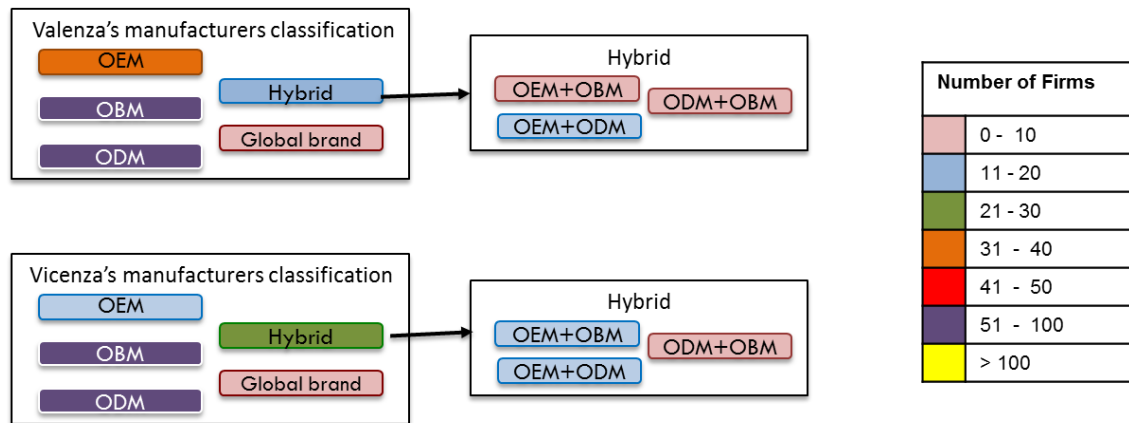 Valenza's manufacturers classification
OEM
Hybrid
OBM
Global brand
ODM
Hybrid
OEM+OBM
ODM+OBM
OEM+ODM
Vicenza's manufacturers classification
OEM
Hybrid
OBM
Global brand
ODM
Hybrid
OEM+OBM
ODM+OBM
OEM+ODM
Number of Firms
0 - 10
11 - 20
21 - 30
31 - 40
41 - 50
51 - 100
> 100